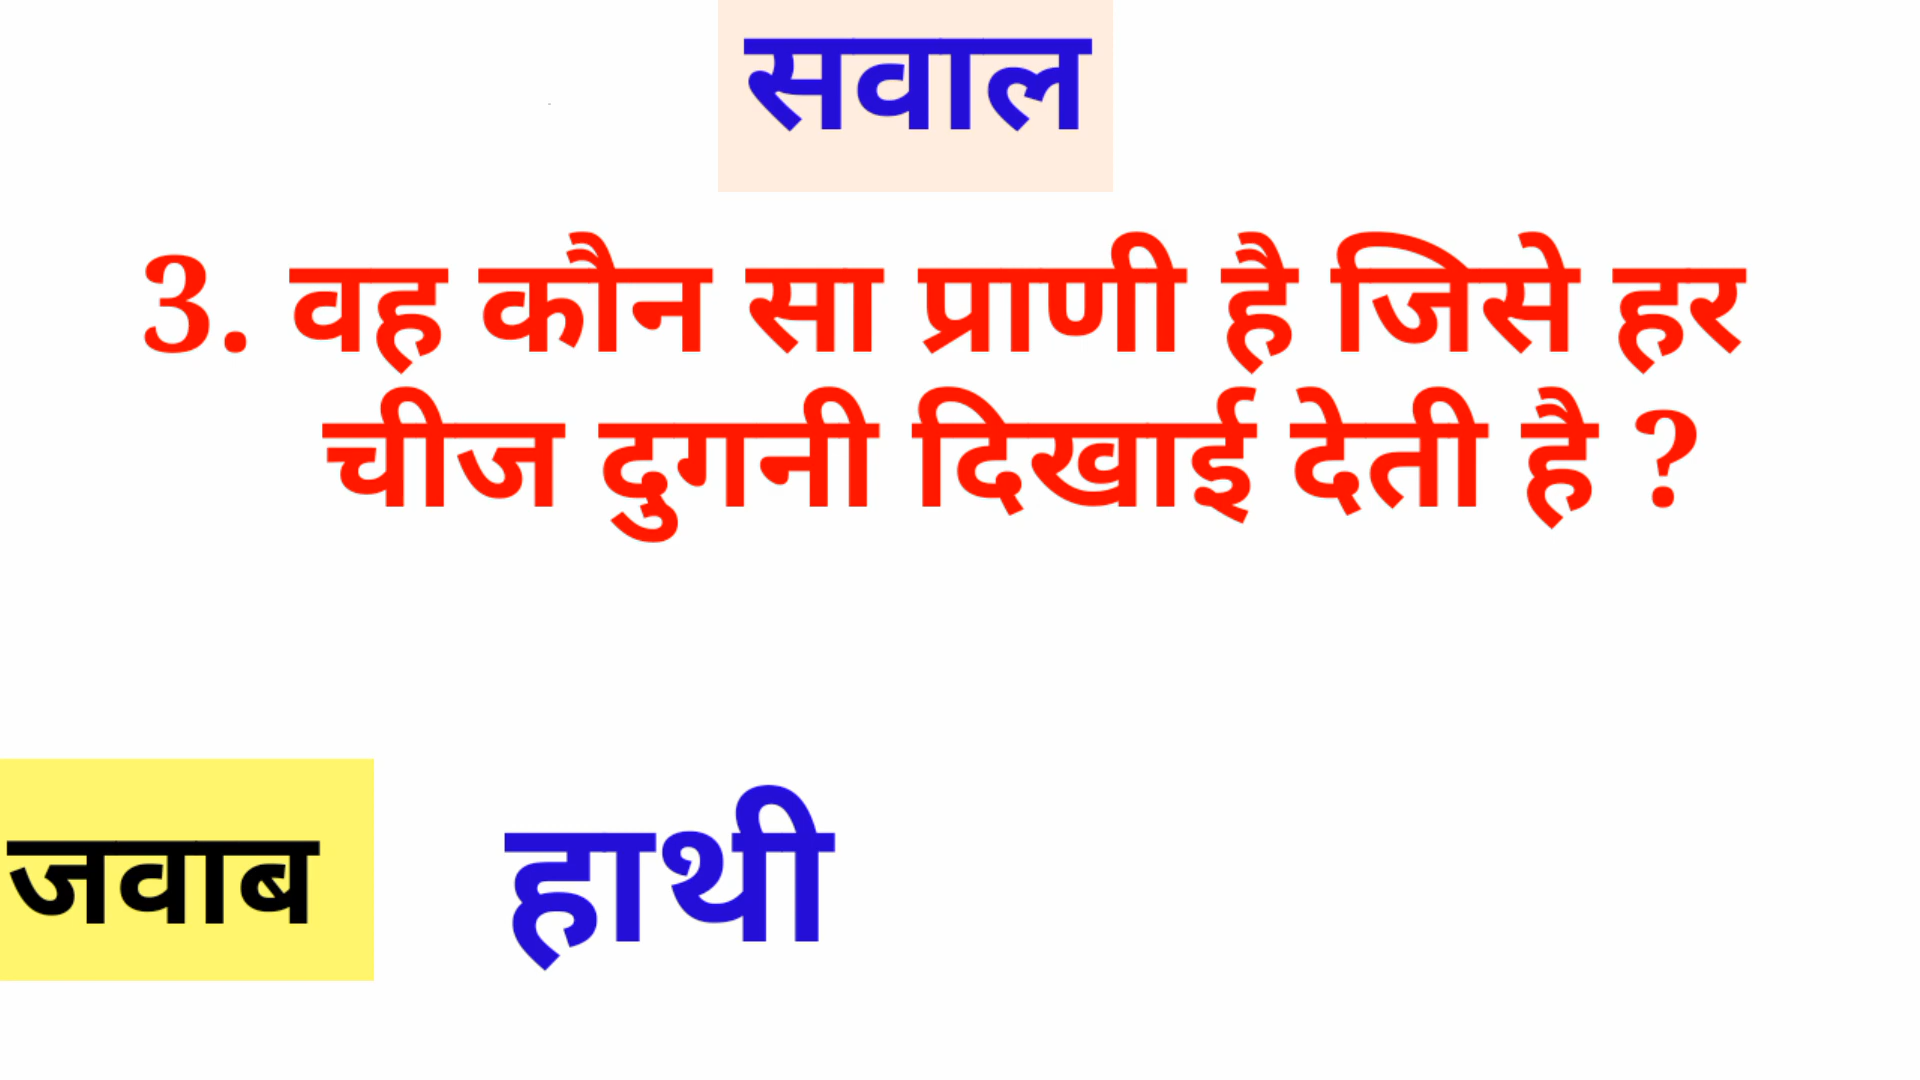 सवाल
3. वह कौन सा प्राणी है जिसे हर
चीज दुगनी दिखाई देती है ?
जवाब हाथी